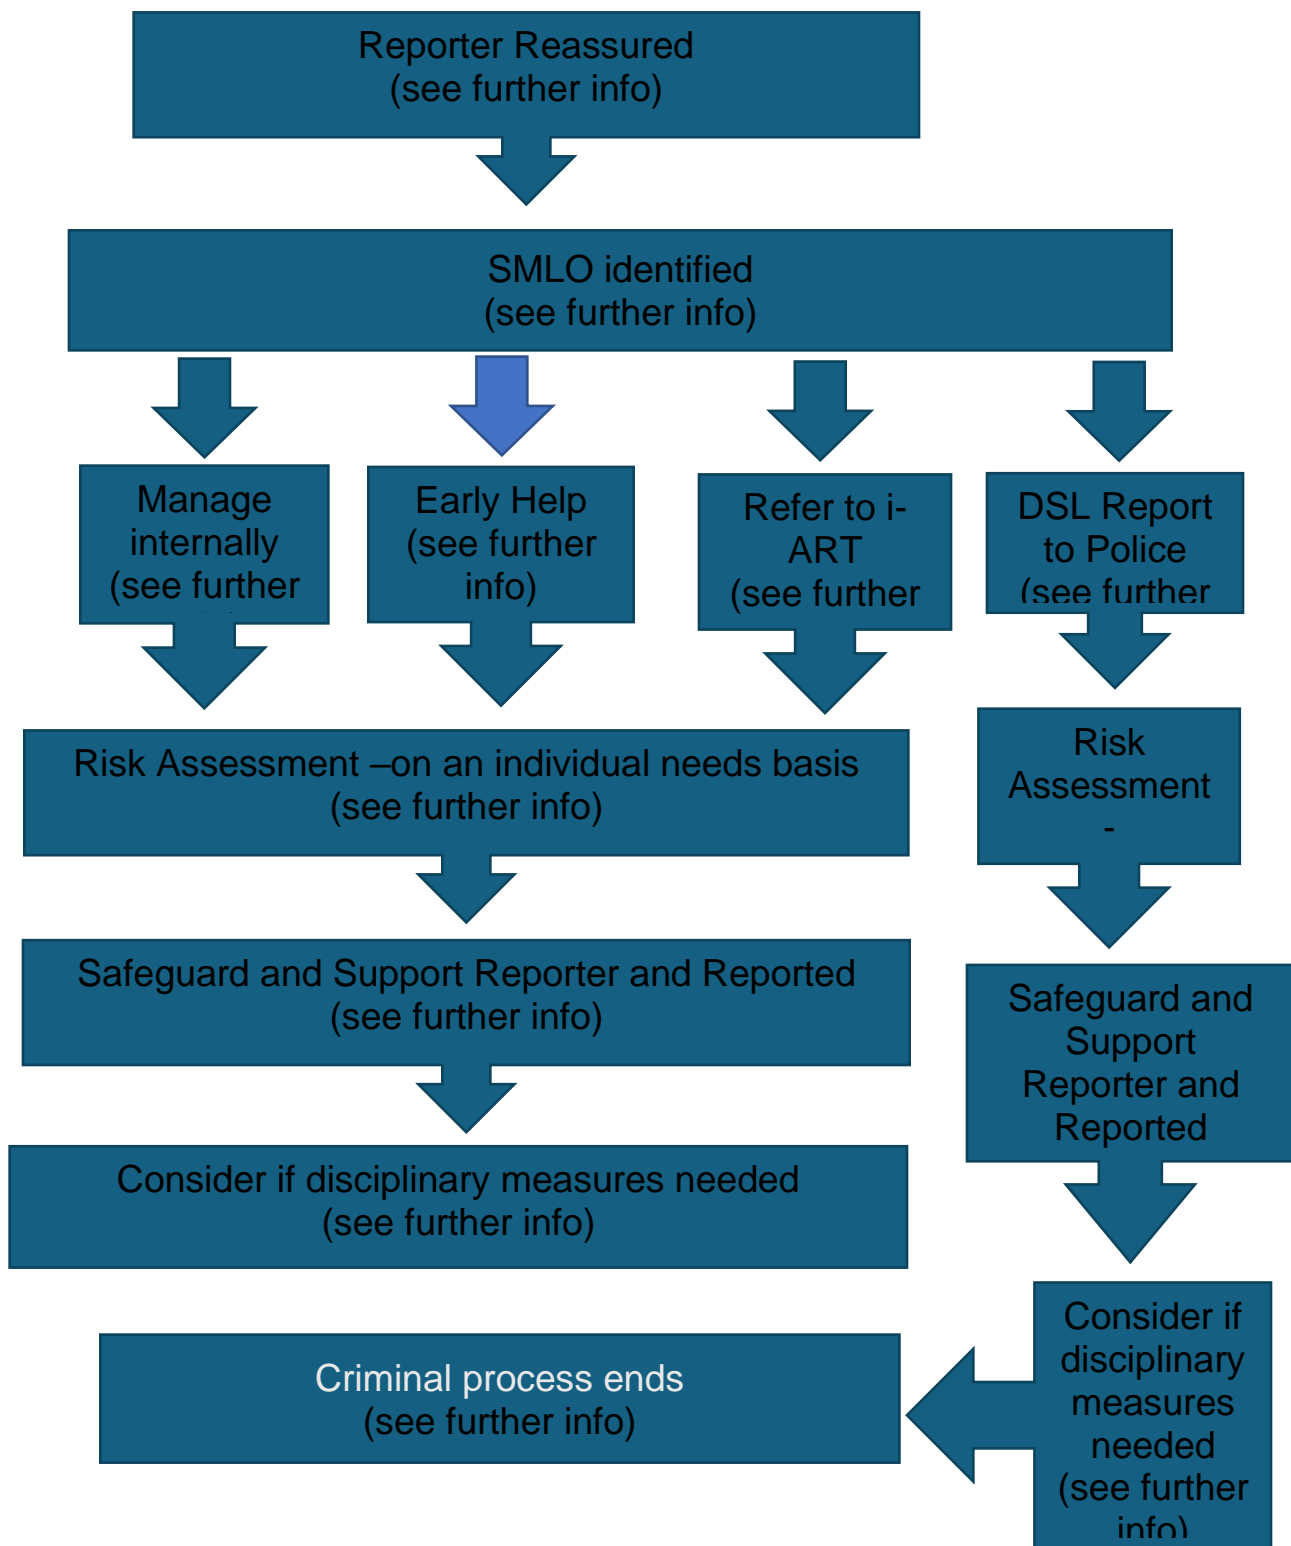 Reporter Reassured
(see further info)
SMLO identified
(see further info)
Manage
internally
(see further
Early Help
(see further
info)
Refer to i-
ART
(see further
DSL Report
to Police
(see further
Risk Assessment –on an individual needs basis
(see further info)
Risk
Assessment
-
Safeguard and Support Reporter and Reported
(see further info)
Safeguard and
Support
Reporter and
Reported
Consider if disciplinary measures needed
(see further info)
Consider if
disciplinary
measures
needed
(see further
info)
Criminal process ends
(see further info)